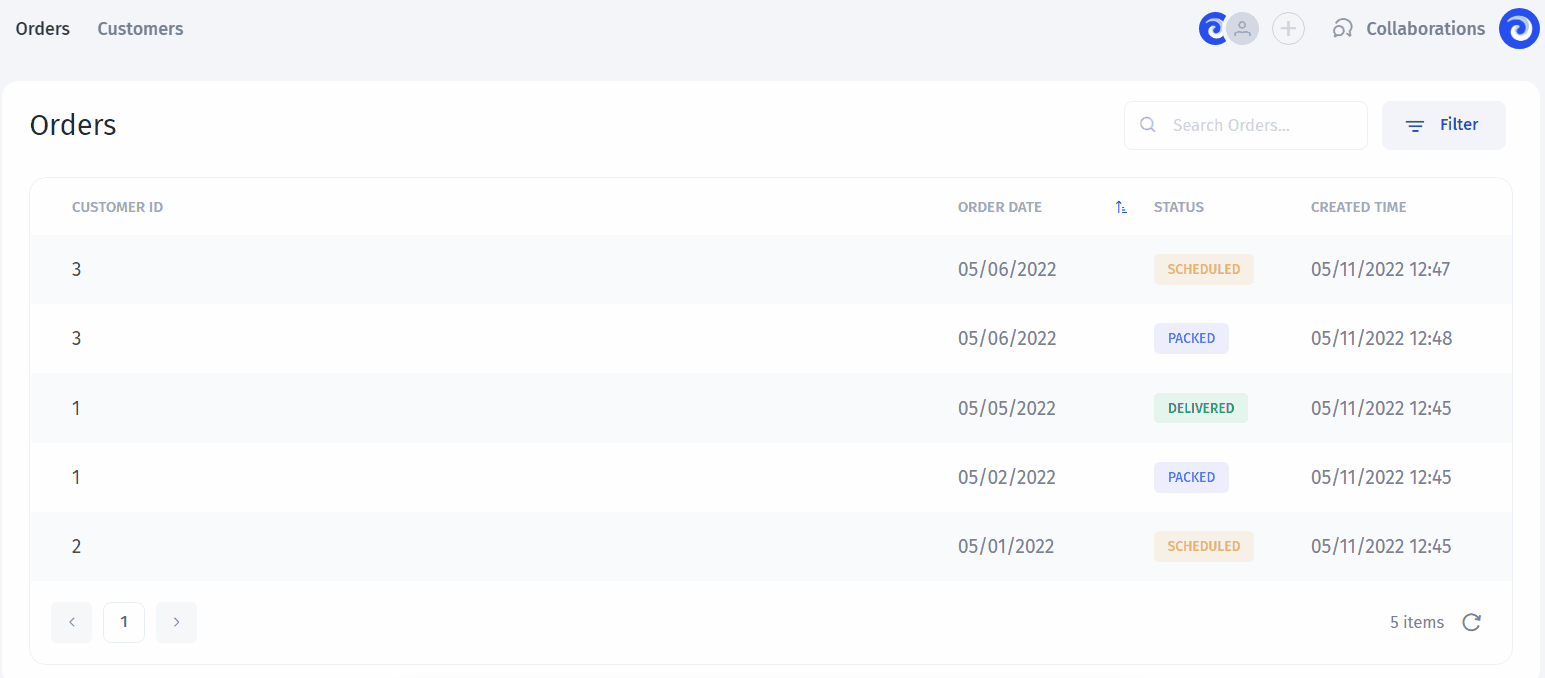 Orders Customers Collaborations
Orders Search Orders... Filter
CUSTOMER ID ORDER DATE STATUS CREATED TIME
3 05/06/2022 SCHEDULED 05/11/2022 12:47
3 05/06/2022 PACKED 05/11/2022 12:48
1 05/05/2022 DELIVERED 05/11/2022 12:45
1 05/02/2022 PACKED 05/11/2022 12:45
2 05/01/2022 SCHEDULED 05/11/2022 12:45
1 5 items